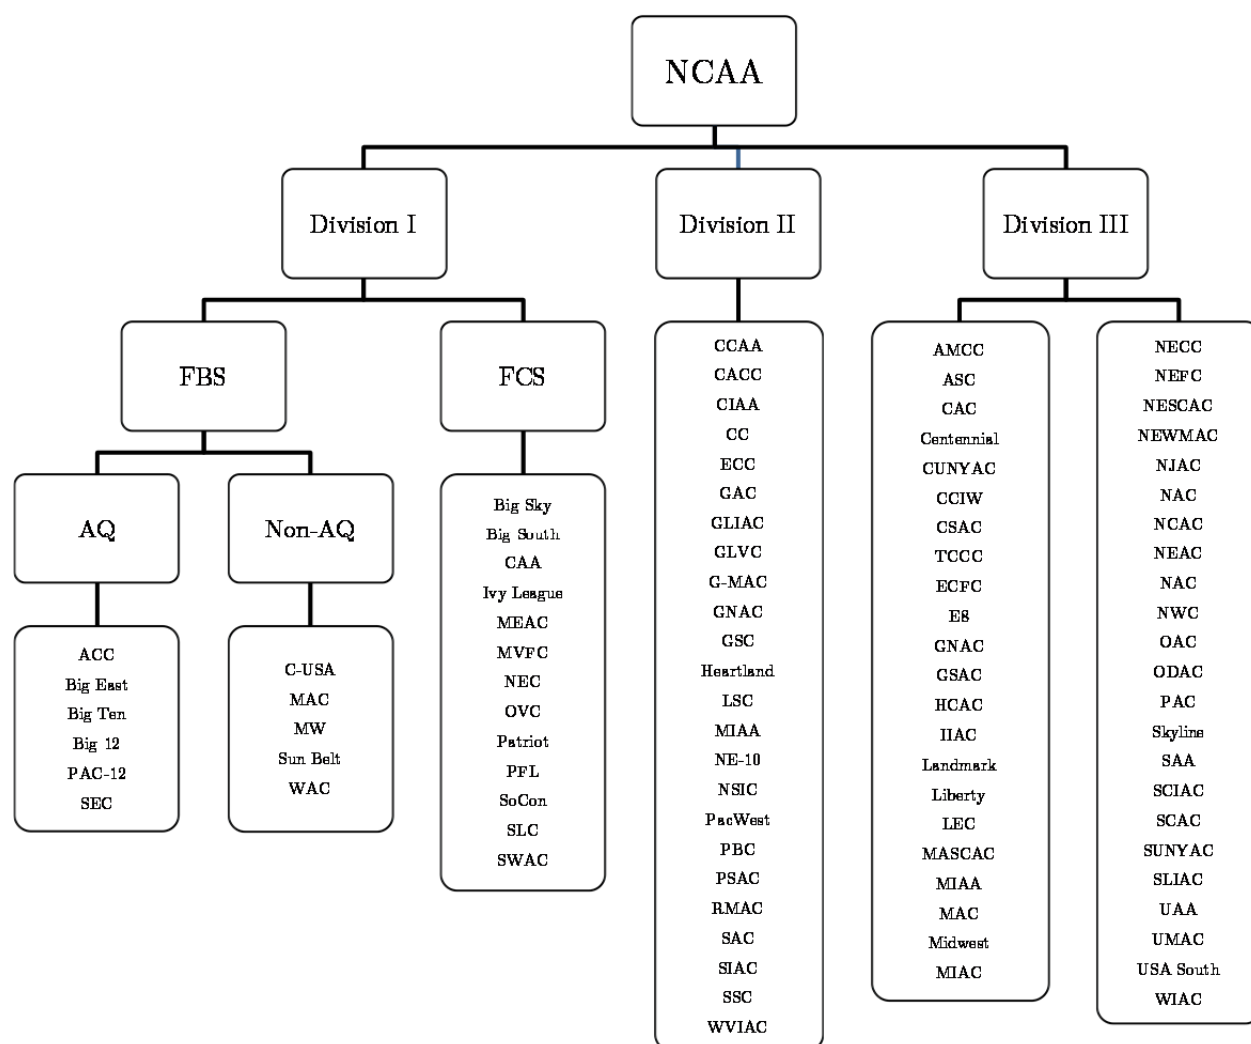 NCAA
Division I
Division II
Division III
FBS
FCS
AQ
Non-AQ
ACC
Big East
Big Ten
Big 12
PAC-12
SEC
C-USA
MAC
MW
Sun Belt
WAC
Big Sky
Big South
CAA
Ivy League
MEAC
MVFC
NEC
OVC
Patriot
PFL
SoCon
SLC
SWAC
CCAA
CACC
CIAA
CC
ECC
GAC
GLIAC
GLVC
G-MAC
GNAC
GSC
Heartland
LSC
MIAA
NE-10
NSIC
PacWest
PBC
PSAC
RMAC
SAC
SIAC
SSC
WVIAC
AMCC
ASC
CAC
Centennial
CUNYAC
CCIW
CSAC
TCCC
ECFC
E8
GNAC
GSAC
HCAC
IIAC
Landmark
Liberty
LEC
MASCAC
MIAA
MAC
Midwest
MIAC
NECC
NEFC
NESCAC
NEWMAC
NJAC
NAC
NCAC
NEAC
NAC
NWC
OAC
ODAC
PAC
Skyline
SAA
SCIAC
SCAC
SUNYAC
SLIAC
UAA
UMAC
USA South
WIAC